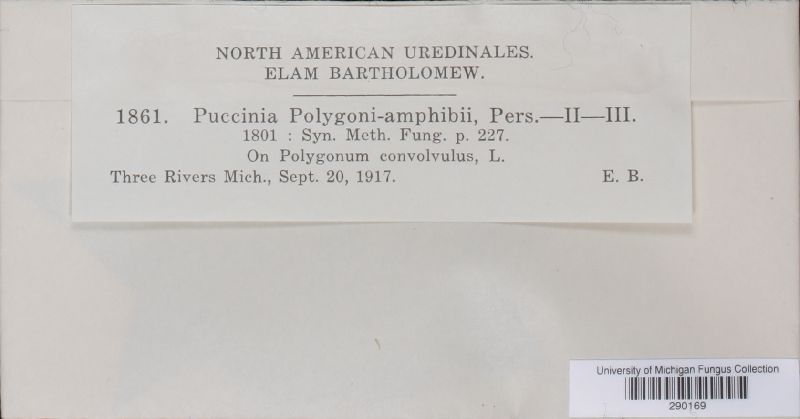 NORTH AMERICAN UREDINALES.
ELAM BARTHOLOMEW.
1861. Puccinia Polygoni-amphibii, Pers.—II—III.
1801 : Syn. Meth. Fung. p. 227.
On Polygonum convolvulus, L.
Three Rivers Mich., Sept. 20, 1917. E. B.
University of Michigan Fungus Collection
290169